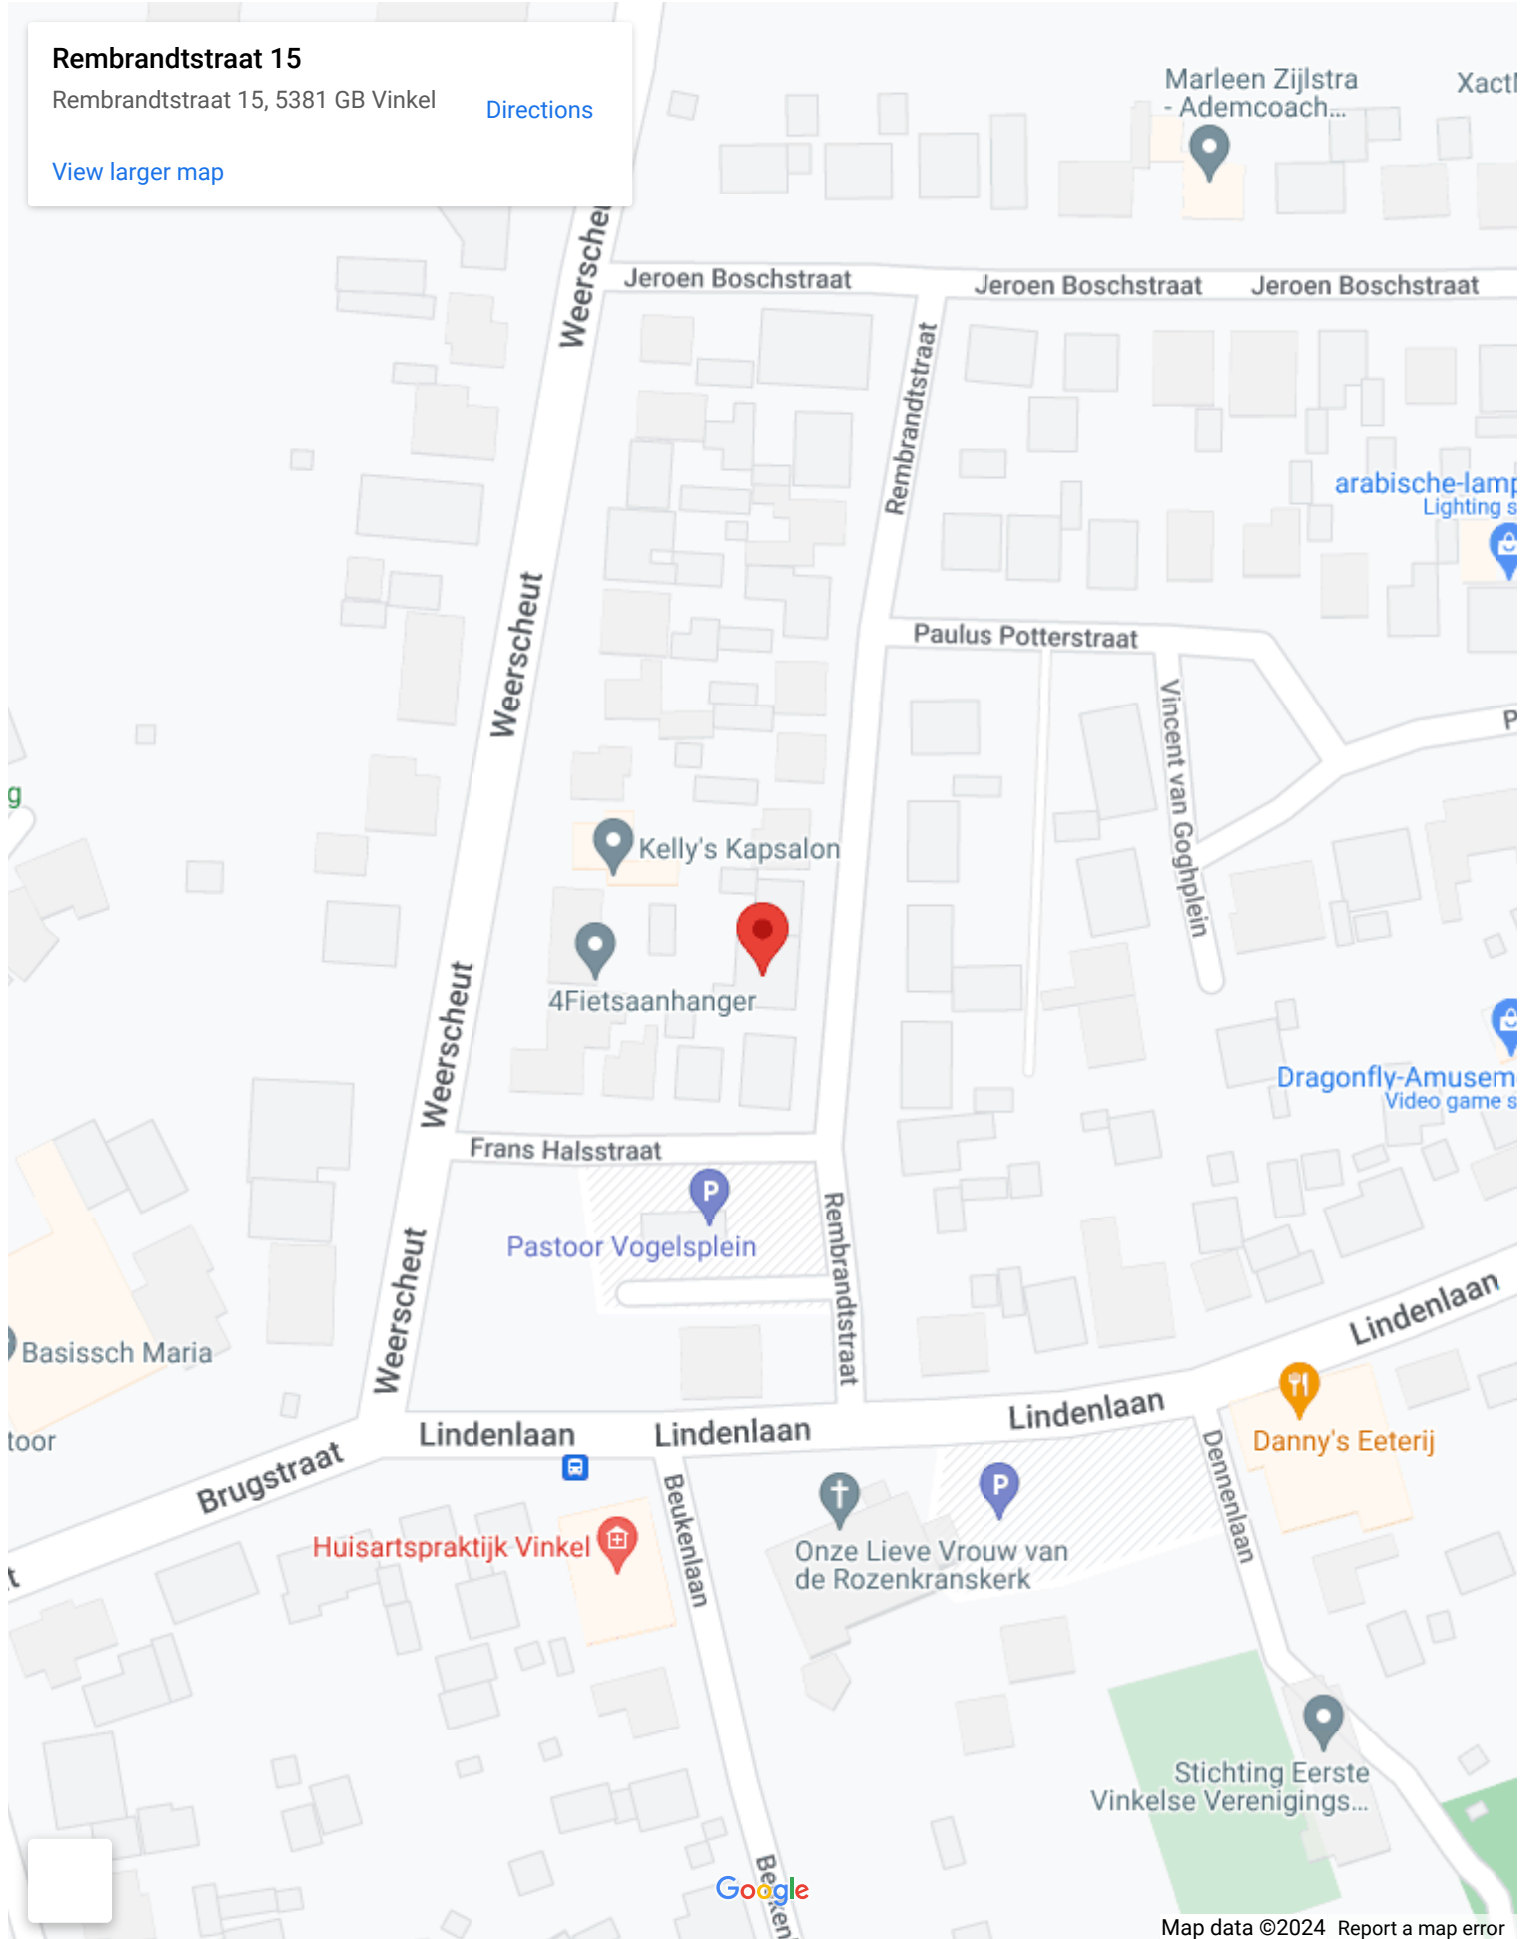 Rembrandtstraat 15
Rembrandtstraat 15, 5381 GB Vinkel
Directions
View larger map
Marleen Zijlstra
- Ademcoach...
Weerscheut
Jeroen Boschstraat
Jeroen Boschstraat
Jeroen Boschstraat
Rembrandtstraat
arabische-lamp
Lighting s
Weerscheut
Paulus Potterstraat
Vincent van Goghplein
P
g
Kelly's Kapsalon
4Fietsaanhanger
Weerscheut
Dragonfly-Amusem
Video game s
Frans Halsstraat
P
Pastoor Vogelsplein
Rembrandtstraat
Weerscheut
Lindenlaan
Basissch Maria
toor
Lindenlaan
Lindenlaan
Lindenlaan
Danny's Eeterij
Brugstraat
Beukenlaan
P
Dennenlaan
Huisartspraktijk Vinkel
Onze Lieve Vrouw van
de Rozenkranskerk
t
Stichting Eerste
Vinkelse Verenigings...
Google
Map data ©2024
Report a map error